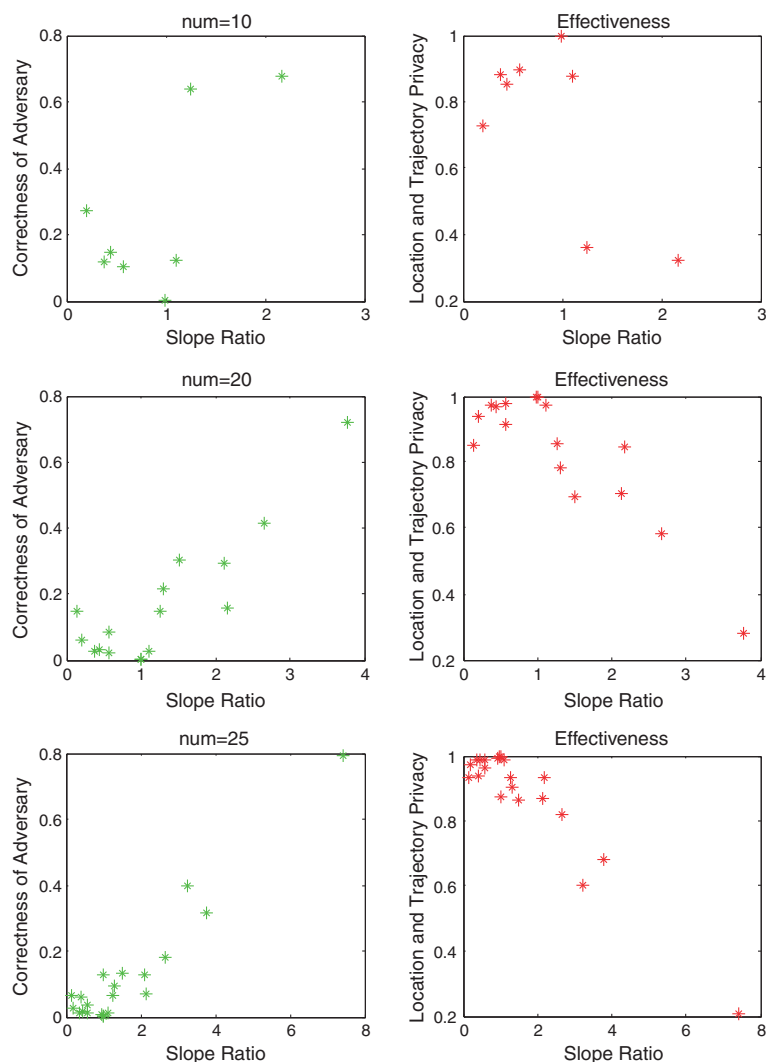 num=10
Effectiveness
Correctness of Adversary
0.8
0.6
0.4
0.2
0
0 1 2 3
Slope Ratio
Location and Trajectory Privacy
1
0.8
0.6
0.4
0.2
0 1 2 3
Slope Ratio
num=20
Effectiveness
Correctness of Adversary
0.8
0.6
0.4
0.2
0
0 1 2 3 4
Slope Ratio
Location and Trajectory Privacy
1
0.8
0.6
0.4
0.2
0 1 2 3 4
Slope Ratio
num=25
Effectiveness
Correctness of Adversary
0.8
0.6
0.4
0.2
0
0 2 4 6 8
Slope Ratio
Location and Trajectory Privacy
1
0.8
0.6
0.4
0.2
0 2 4 6 8
Slope Ratio